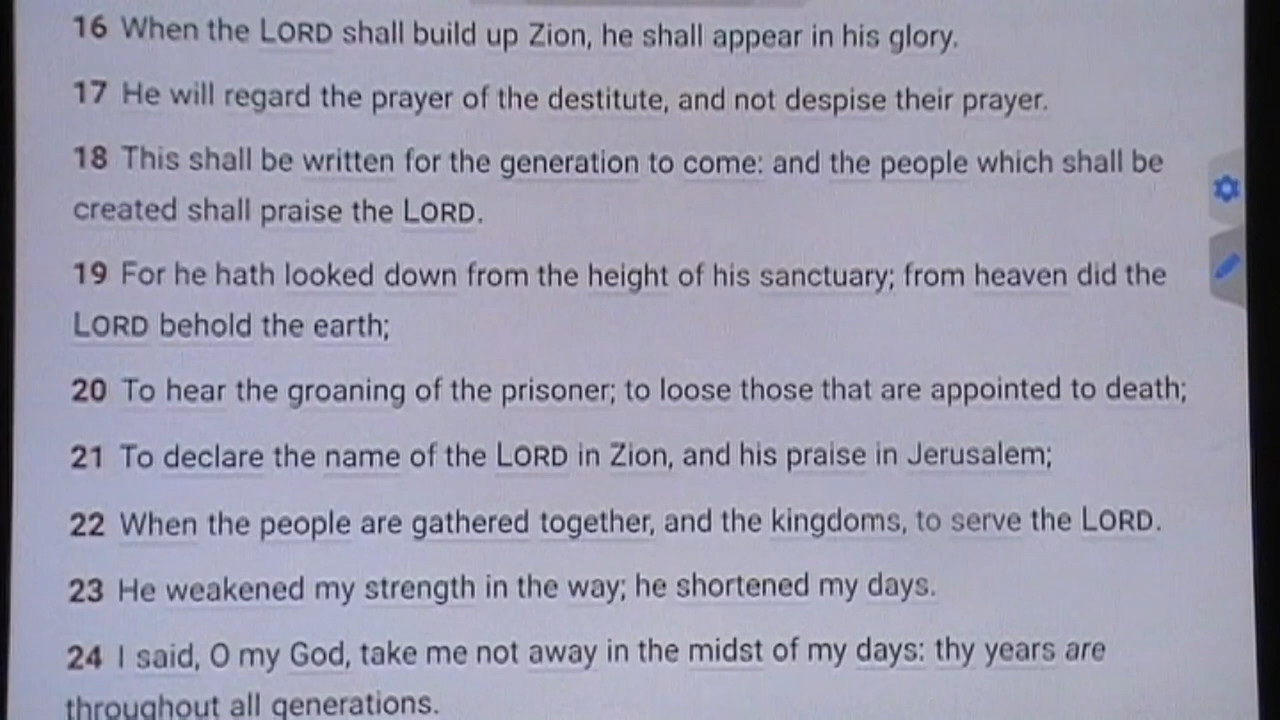 16 When the LORD shall build up Zion, he shall appear in his glory.
17 He will regard the prayer of the destitute, and not despise their prayer.
18 This shall be written for the generation to come: and the people which shall be
created shall praise the LORD.
19 For he hath looked down from the height of his sanctuary; from heaven did the
LORD behold the earth;
20 To hear the groaning of the prisoner; to loose those that are appointed to death;
21 To declare the name of the LORD in Zion, and his praise in Jerusalem;
22 When the people are gathered together, and the kingdoms, to serve the LORD.
23 He weakened my strength in the way; he shortened my days.
24 I said, O my God, take me not away in the midst of my days: thy years are
throughout all generations.